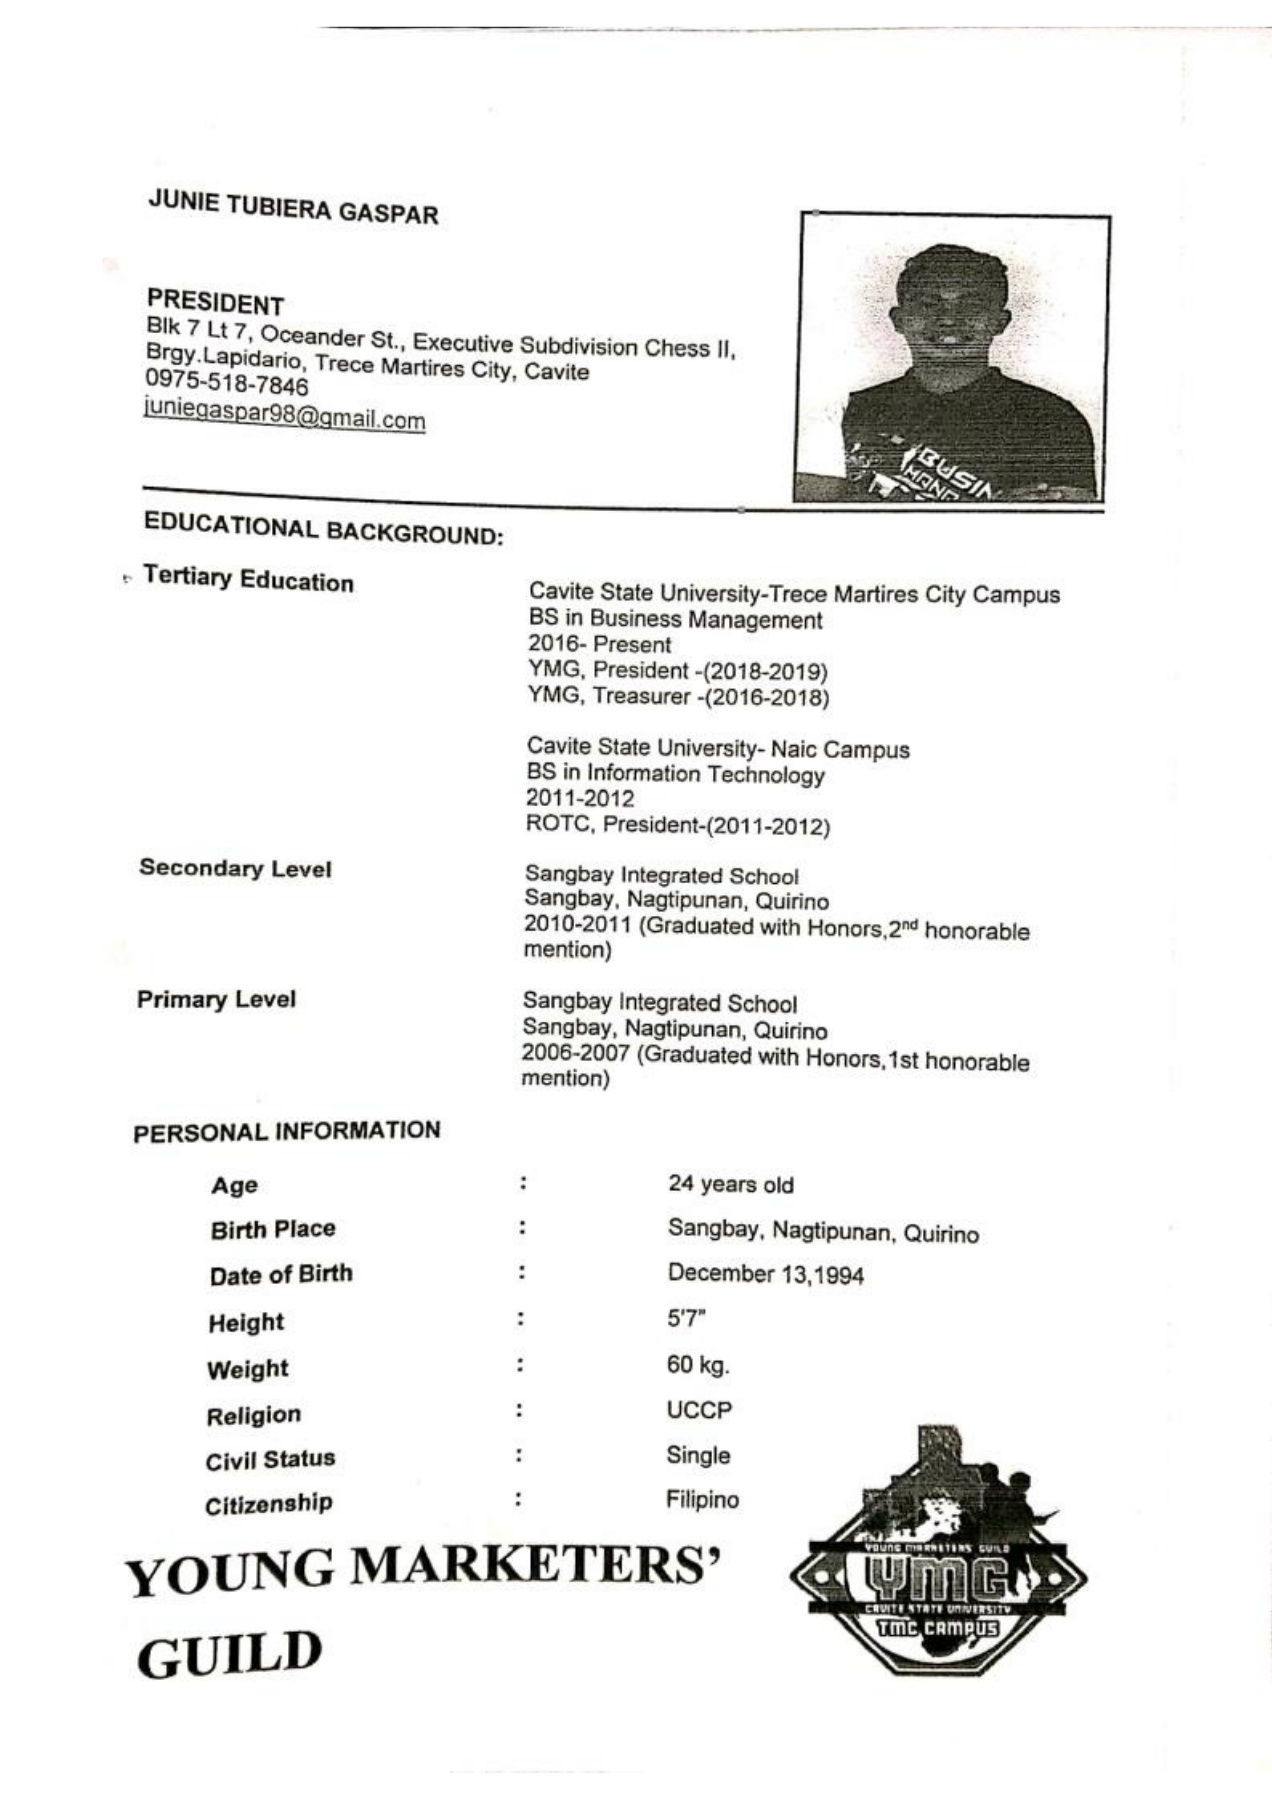 JUNIE TUBIERA GASPAR
PRESIDENT
Blk 7 Lt 7, Oceander St., Executive Subdivision Chess II,
Brgy.Lapidario, Trece Martires City, Cavite
0975-518-7846
juniegaspar98@gmail.com
BUSIN
MANA
EDUCATIONAL BACKGROUND:
Tertiary Education
Cavite State University-Trece Martires City Campus
BS in Business Management
2016- Present
YMG, President -(2018-2019)
YMG, Treasurer -(2016-2018)
Cavite State University- Naic Campus
BS in Information Technology
2011-2012
ROTC, President-(2011-2012)
Secondary Level
Sangbay Integrated School
Sangbay, Nagtipunan, Quirino
2010-2011 (Graduated with Honors,2nd honorable
mention)
Primary Level
Sangbay Integrated School
Sangbay, Nagtipunan, Quirino
2006-2007 (Graduated with Honors,1st honorable
mention)
PERSONAL INFORMATION
Age : 24 years old
Birth Place : Sangbay, Nagtipunan, Quirino
Date of Birth : December 13,1994
Height : 5'7"
Weight : 60 kg.
Religion : UCCP
Civil Status : Single
Citizenship : Filipino
YOUNG MARKETERS'
GUILD
YOUNG MARKETERS' GUILD
YMG
CAVITE STATE UNIVERSITY
TMC CAMPUS